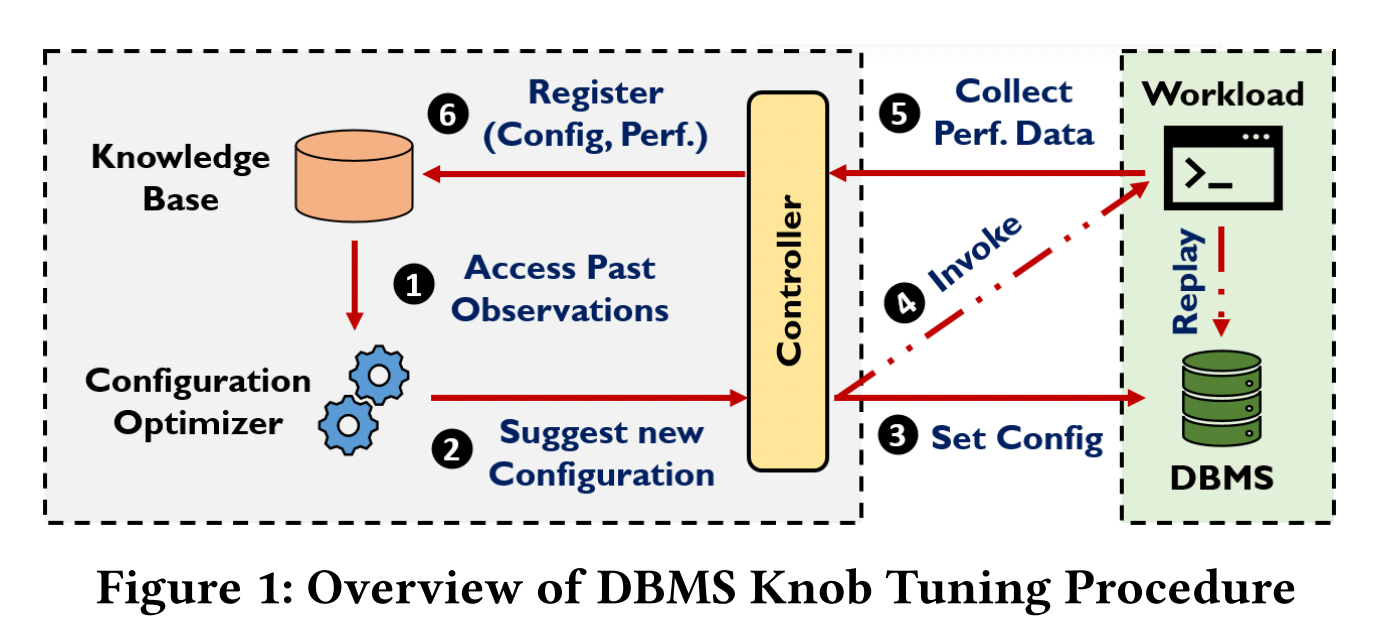 6
Register
(Config, Perf.)
5
Collect
Perf. Data
Workload
Knowledge
Base
>_
Controller
4 Invoke
Replay
1
Access Past
Observations
Configuration
Optimizer
2
Suggest new
Configuration
3 Set Config
DBMS
Figure 1: Overview of DBMS Knob Tuning Procedure